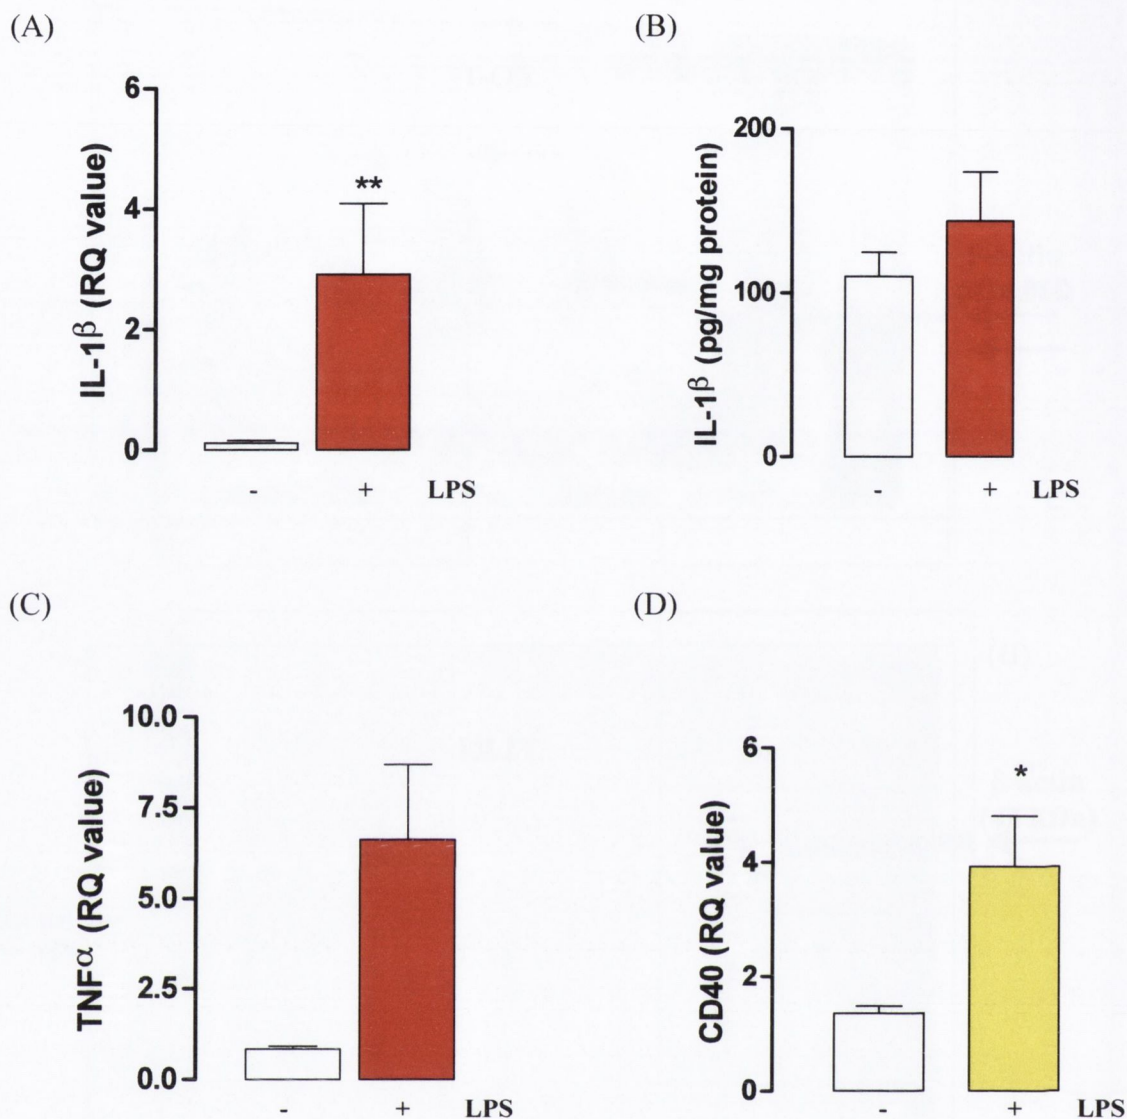 (A)
IL-1β (RQ value)
6
4
2
0
**
- + LPS
(B)
IL-1β (pg/mg protein)
200
100
0
- + LPS
(C)
TNFα (RQ value)
10.0
7.5
5.0
2.5
0.0
- + LPS
(D)
CD40 (RQ value)
6
4
2
0
*
- + LPS